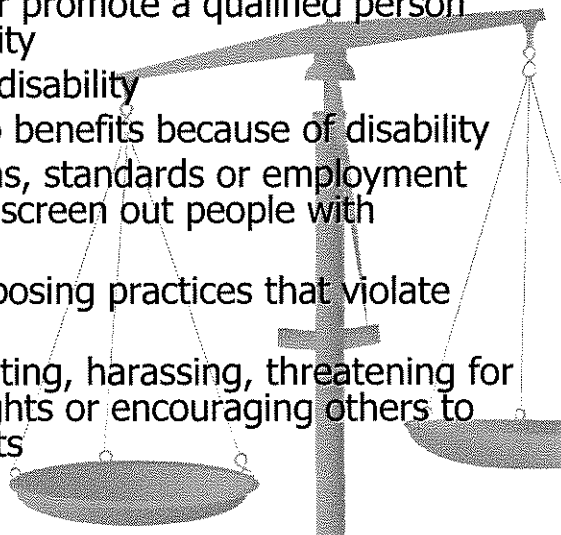 r promote a qualified person
ity
disability
o benefits because of disability
ns, standards or employment
screen out people with
posing practices that violate
ting, harassing, threatening for
ghts or encouraging others to
ts